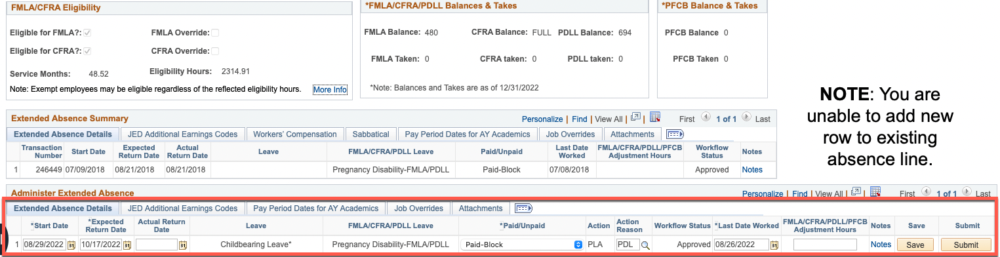 FMLA/CFRA Eligibility
Eligible for FMLA?: FMLA Override:
Eligible for CFRA?: CFRA Override:
Service Months: 48.52 Eligibility Hours: 2314.91
Note: Exempt employees may be eligible regardless of the reflected eligibility hours. More Info
*FMLA/CFRA/PDLL Balances & Takes
FMLA Balance: 480 CFRA Balance: FULL PDLL Balance: 694
FMLA Taken: 0 CFRA taken: 0 PDLL taken: 0
*Note: Balances and Takes are as of 12/31/2022
*PFCB Balance & Takes
PFCB Balance 0
PFCB Taken 0
NOTE: You are
unable to add new
row to existing
absence line.
Extended Absence Summary Personalize | Find | View All | | First 1 of 1 Last
Extended Absence Details JED Additional Earnings Codes Workers' Compensation Sabbatical Pay Period Dates for AY Academics Job Overrides Attachments
Transaction Number Start Date Expected Return Date Actual Return Date Leave FMLA/CFRA/PDLL Leave Paid/Unpaid Last Date Worked FMLA/CFRA/PDLL/PFCB Adjustment Hours Workflow Status Notes
1 246449 07/09/2018 08/21/2018 08/21/2018 Pregnancy Disability-FMLA/PDLL Paid-Block 07/08/2018 Approved Notes
Administer Extended Absence Personalize | Find | View All | | First 1 of 1 Last
Extended Absence Details JED Additional Earnings Codes Pay Period Dates for AY Academics Job Overrides Attachments
*Start Date *Expected Return Date Actual Return Date Leave FMLA/CFRA/PDLL Leave *Paid/Unpaid Action Action Reason Workflow Status *Last Date Worked FMLA/CFRA/PDLL/PFCB Adjustment Hours Notes Save Submit
1 08/29/2022 10/17/2022 Childbearing Leave* Pregnancy Disability-FMLA/PDLL Paid-Block PLA PDL Approved 08/26/2022 Notes Save Submit